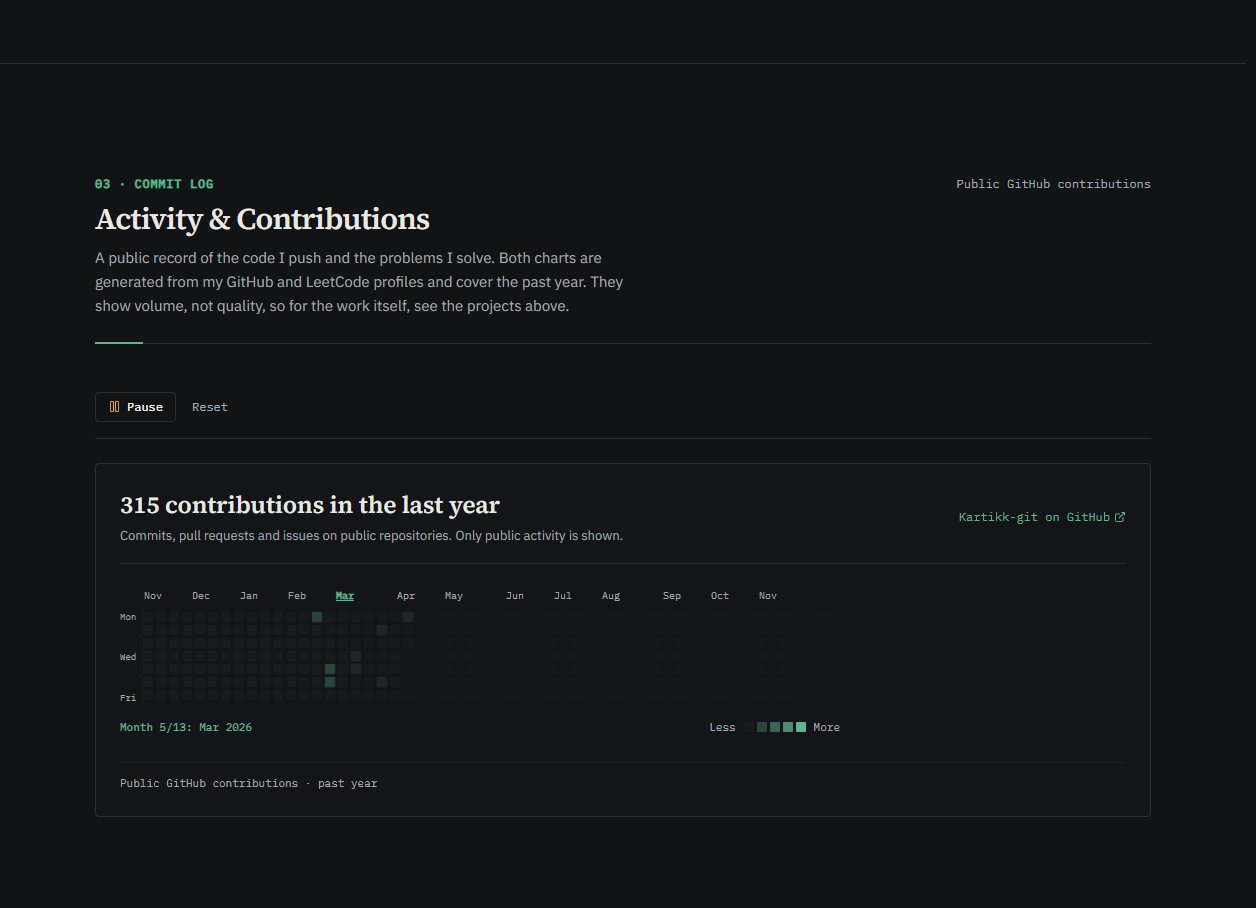 03 · COMMIT LOG
Public GitHub contributions
Activity & Contributions
A public record of the code I push and the problems I solve. Both charts are
generated from my GitHub and LeetCode profiles and cover the past year. They
show volume, not quality, so for the work itself, see the projects above.
Pause Reset
315 contributions in the last year
Kartikk-git on GitHub
Commits, pull requests and issues on public repositories. Only public activity is shown.
Nov Dec Jan Feb Mar Apr May Jun Jul Aug Sep Oct Nov
Mon
Wed
Fri
Month 5/13: Mar 2026
Less More
Public GitHub contributions · past year